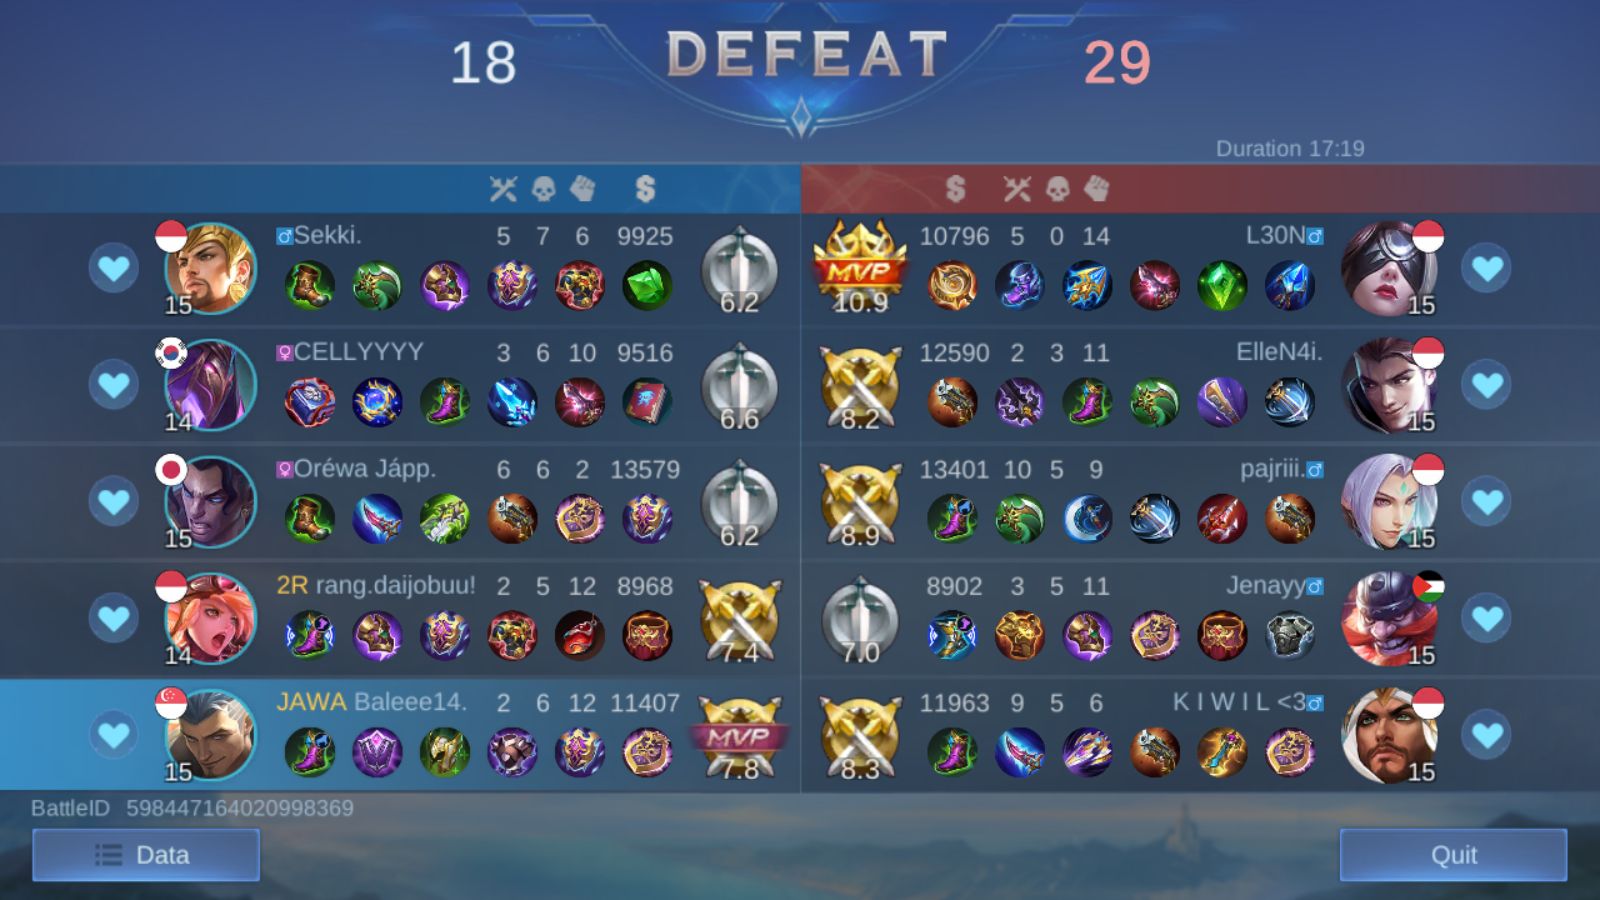 18 DEFEAT 29
Duration 17:19
♂Sekki. 5 7 6 9925
15 6.2
MVP 10796 5 0 14 L30N♂
10.9 15
♀CELLYYYY 3 6 10 9516
14 6.6
12590 2 3 11 ElleN4i.
8.2 15
♀Oréwa Jápp. 6 6 2 13579
15 6.2
13401 10 5 9 pajriii.♂
8.9 15
2R rang.daijobuu! 2 5 12 8968
14 7.4
8902 3 5 11 Jenayy♂
7.0 15
JAWA Baleee14. 2 6 12 11407 MVP
15 7.8
11963 9 5 6 K I W I L <3♂
8.3 15
BattleID 598447164020998369
Data
Quit